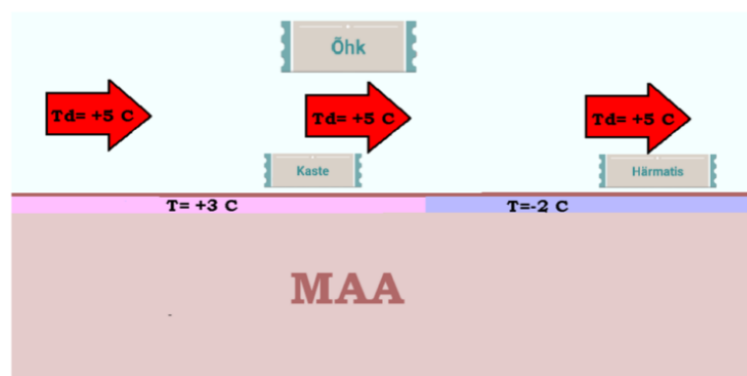 Õhk
Td= +5 C
Td= +5 C
Td= +5 C
Kaste
Härmatis
T= +3 C
T=-2 C
MAA